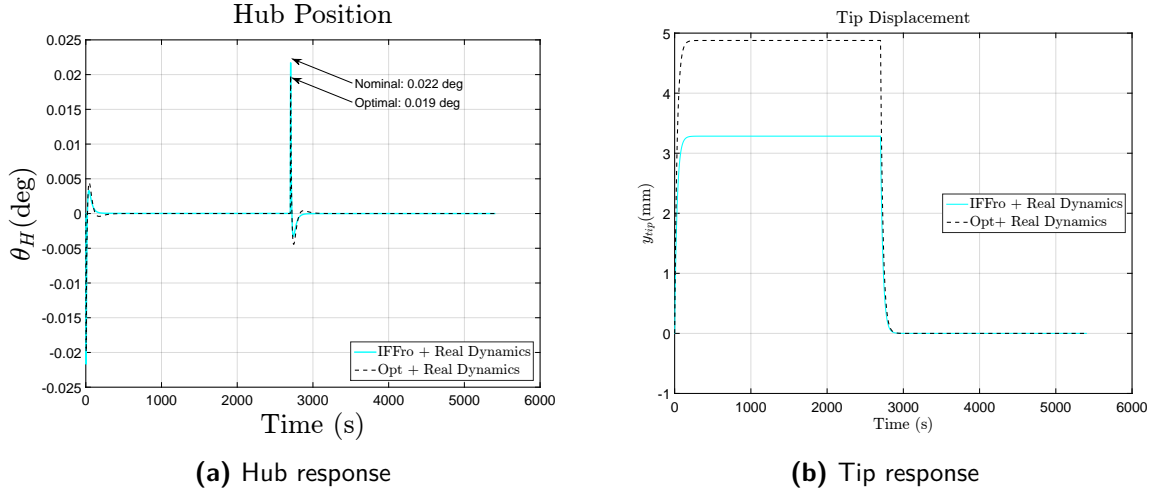 Hub Position
0.025
0.02
0.015
0.01
0.005
0
-0.005
-0.01
-0.015
-0.02
-0.025
θH(deg)
Nominal: 0.022 deg
Optimal: 0.019 deg
IFFro + Real Dynamics
Opt + Real Dynamics
0 1000 2000 3000 4000 5000 6000
Time (s)
(a) Hub response
Tip Displacement
5
4
3
2
1
0
-1
ytip(mm)
IFFro + Real Dynamics
Opt+ Real Dynamics
0 1000 2000 3000 4000 5000 6000
Time (s)
(b) Tip response